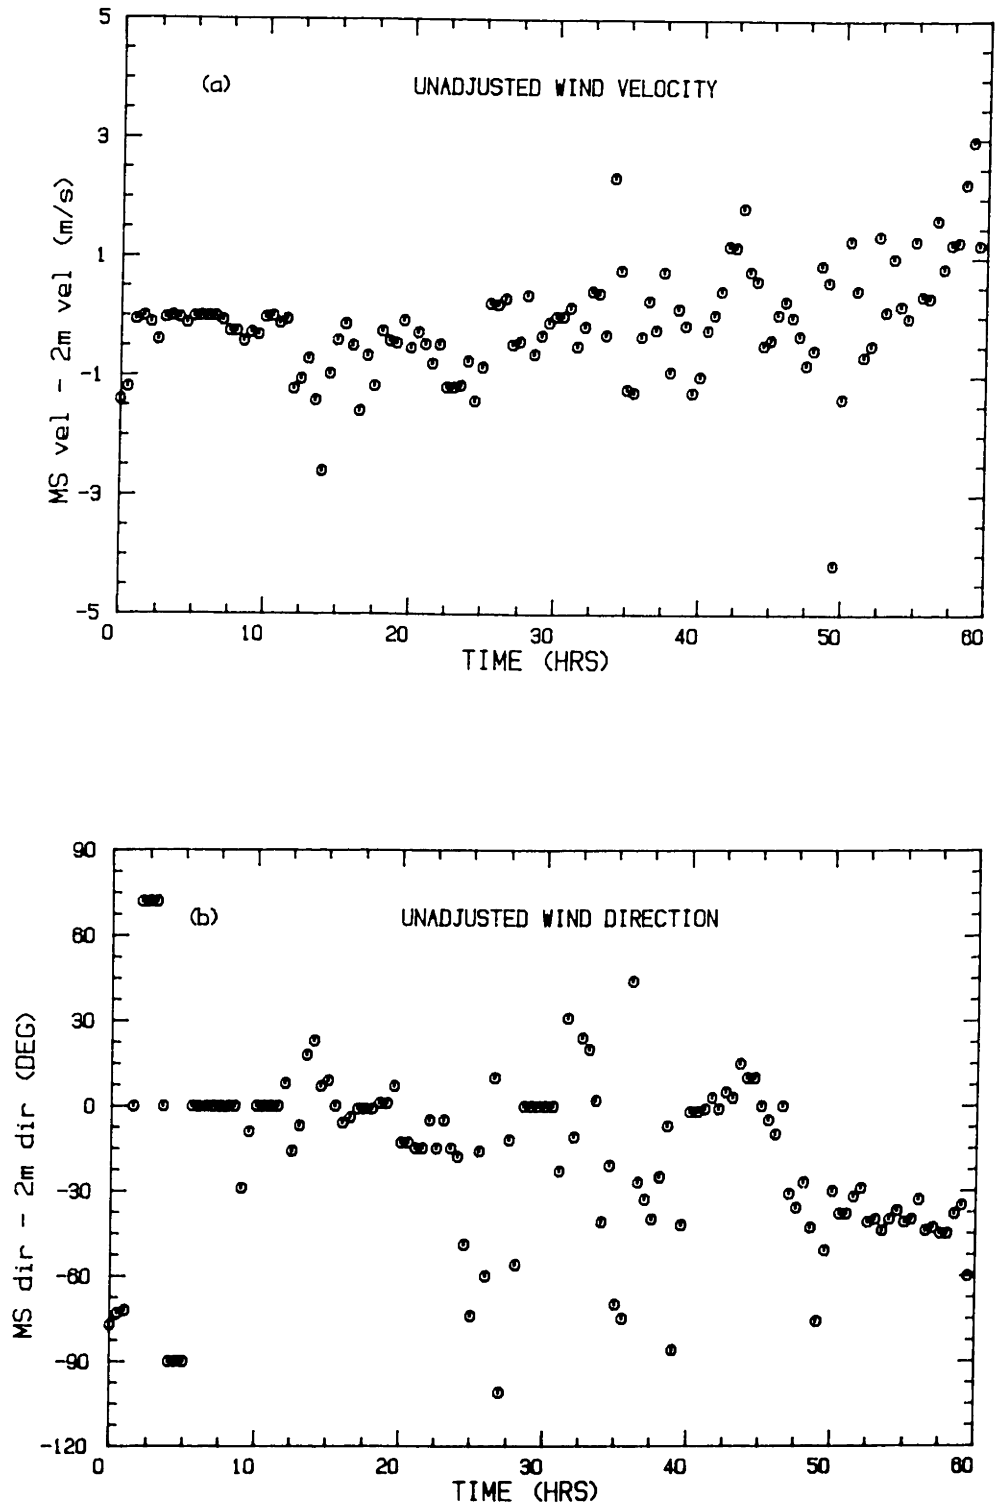 (a) UNADJUSTED WIND VELOCITY
MS vel - 2m vel (m/s)
5
3
1
-1
-3
-5
0 10 20 30 40 50 60
TIME (HRS)
(b) UNADJUSTED WIND DIRECTION
MS dir - 2m dir (DEG)
90
60
30
0
-30
-60
-90
-120
0 10 20 30 40 50 60
TIME (HRS)